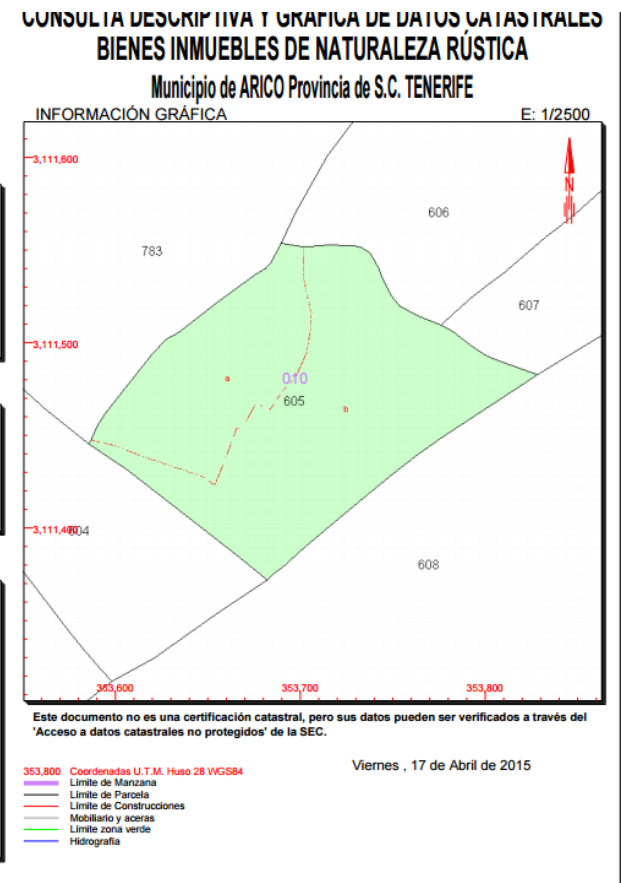 CONSULTA DESCRIPTIVA Y GRÁFICA DE DATOS CATASTRALES
BIENES INMUEBLES DE NATURALEZA RÚSTICA
Municipio de ARICO Provincia de S.C. TENERIFE
INFORMACIÓN GRÁFICA E: 1/2500
3,111,600
N
606
783
607
3,111,500
a
010
605
b
3,111,400
604
608
353,600 353,700 353,800
Este documento no es una certificación catastral, pero sus datos pueden ser verificados a través del
'Acceso a datos catastrales no protegidos' de la SEC.
Viernes , 17 de Abril de 2015
353,800 Coordenadas U.T.M. Huso 28 WGS84
Límite de Manzana
Límite de Parcela
Límite de Construcciones
Mobiliario y aceras
Límite zona verde
Hidrografía